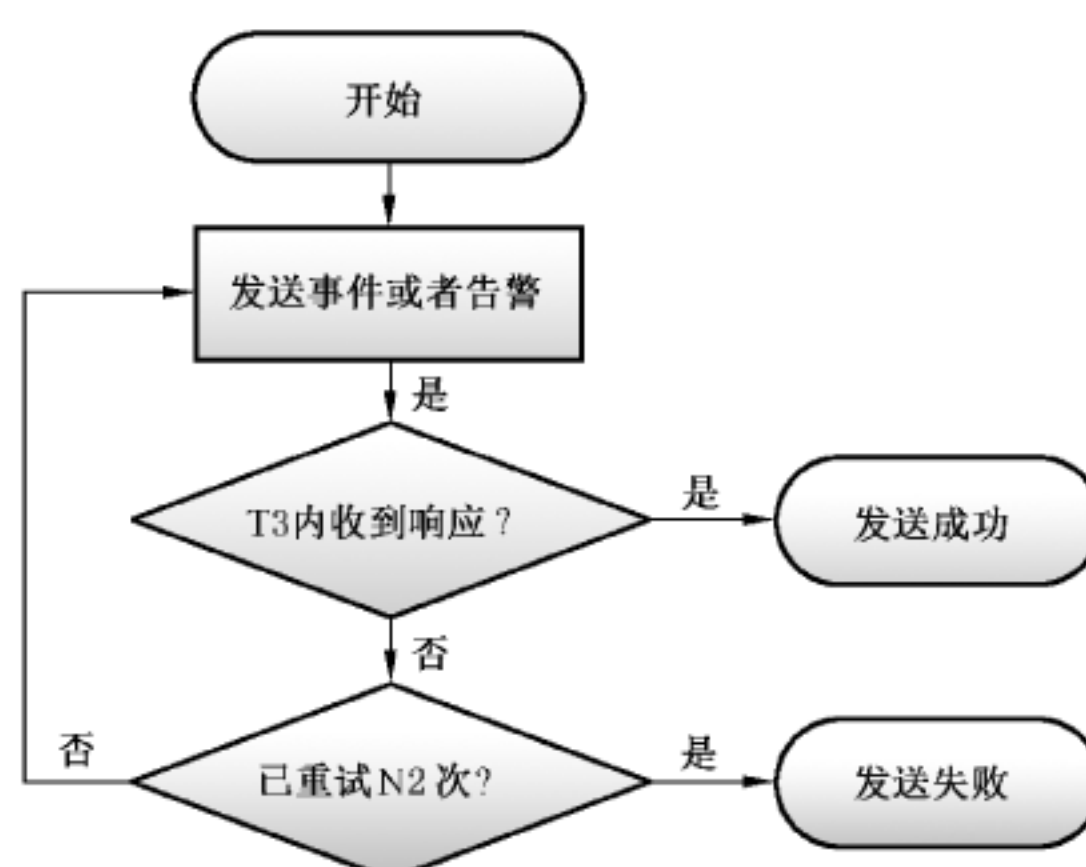 开始
发送事件或者告警
是
T3内收到响应？
是
发送成功
否
已重试N2次?
否
是
发送失败